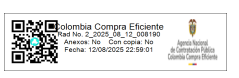 Colombia Compra Eficiente
Rad No. 2_2025_08_12_008190
Anexos: No Con copia: No
Fecha: 12/08/2025 22:59:01
Agencia Nacional
de Contratación Pública
Colombia Compra Eficiente